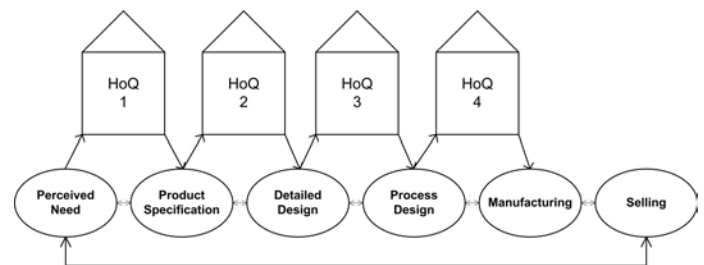 HoQ
1
HoQ
2
HoQ
3
HoQ
4
Perceived
Need
Product
Specification
Detailed
Design
Process
Design
Manufacturing
Selling